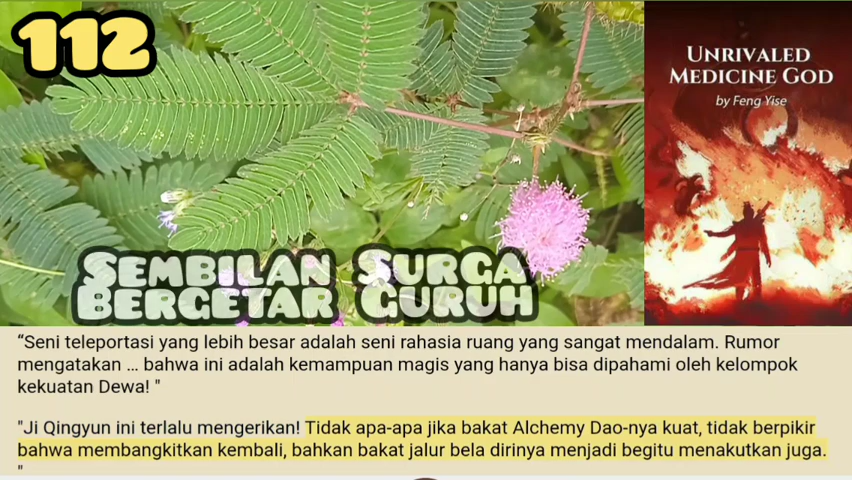 112
UNRIVALED
MEDICINE GOD
by Feng Yise
SEMBILAN SURGA
BERGETAR GURUH
“Seni teleportasi yang lebih besar adalah seni rahasia ruang yang sangat mendalam. Rumor
mengatakan ... bahwa ini adalah kemampuan magis yang hanya bisa dipahami oleh kelompok
kekuatan Dewa! "
"Ji Qingyun ini terlalu mengerikan! Tidak apa-apa jika bakat Alchemy Dao-nya kuat, tidak berpikir
bahwa membangkitkan kembali, bahkan bakat jalur bela dirinya menjadi begitu menakutkan juga.
"